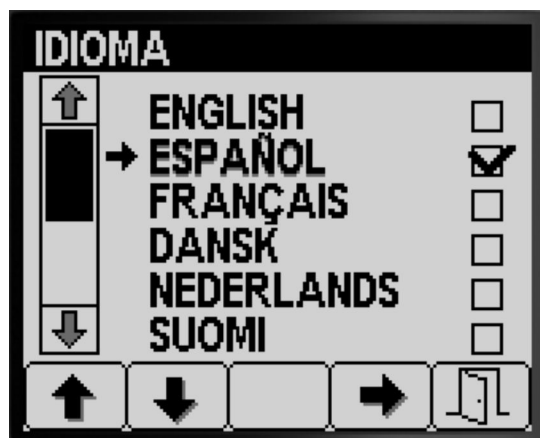 IDIOMA
ENGLISH
ESPAÑOL
FRANÇAIS
DANSK
NEDERLANDS
SUOMI